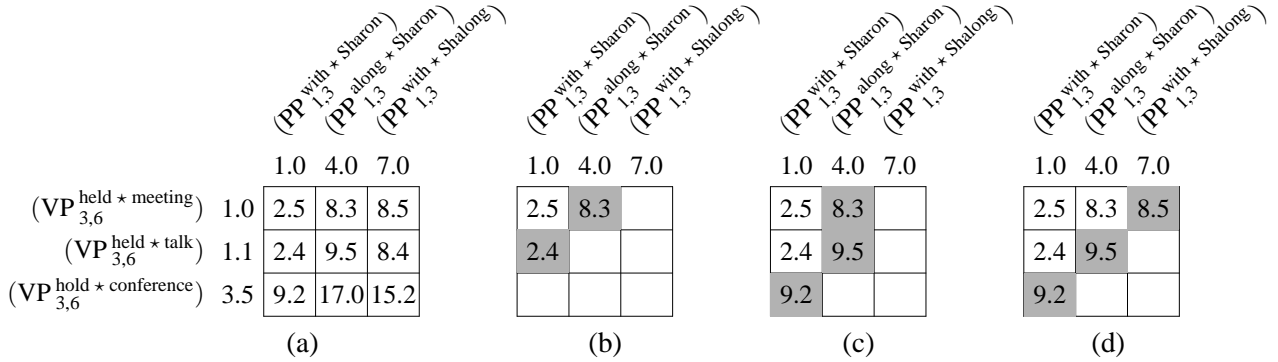 (PP with ⋆ Sharon 1,3) (PP along ⋆ Sharon 1,3) (PP with ⋆ Shalong 1,3) (PP with ⋆ Sharon 1,3) (PP along ⋆ Sharon 1,3) (PP with ⋆ Shalong 1,3) (PP with ⋆ Sharon 1,3) (PP along ⋆ Sharon 1,3) (PP with ⋆ Shalong 1,3) (PP with ⋆ Sharon 1,3) (PP along ⋆ Sharon 1,3) (PP with ⋆ Shalong 1,3)
1.0 4.0 7.0 1.0 4.0 7.0 1.0 4.0 7.0 1.0 4.0 7.0
(VP held ⋆ meeting 3,6) 1.0 2.5 8.3 8.5 2.5 8.3 2.5 8.3 2.5 8.3 8.5
(VP held ⋆ talk 3,6) 1.1 2.4 9.5 8.4 2.4 2.4 9.5 2.4 9.5
(VP hold ⋆ conference 3,6) 3.5 9.2 17.0 15.2 9.2 9.2
(a) (b) (c) (d)